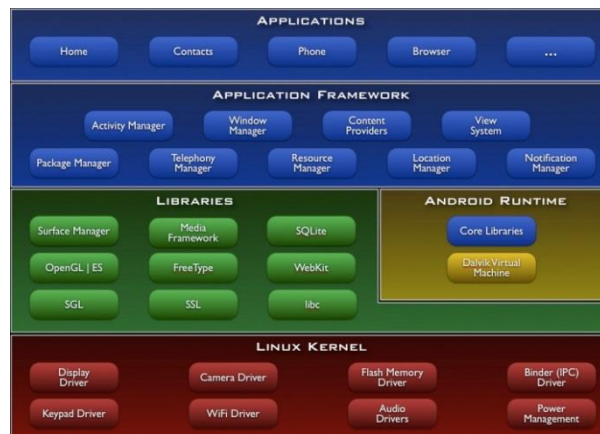 APPLICATIONS
Home Contacts Phone Browser ...
APPLICATION FRAMEWORK
Activity Manager Window Manager Content Providers View System
Package Manager Telephony Manager Resource Manager Location Manager Notification Manager
LIBRARIES
Surface Manager Media Framework SQLite
OpenGL | ES FreeType WebKit
SGL SSL libc
ANDROID RUNTIME
Core Libraries
Dalvik Virtual Machine
LINUX KERNEL
Display Driver Camera Driver Flash Memory Driver Binder (IPC) Driver
Keypad Driver WiFi Driver Audio Drivers Power Management